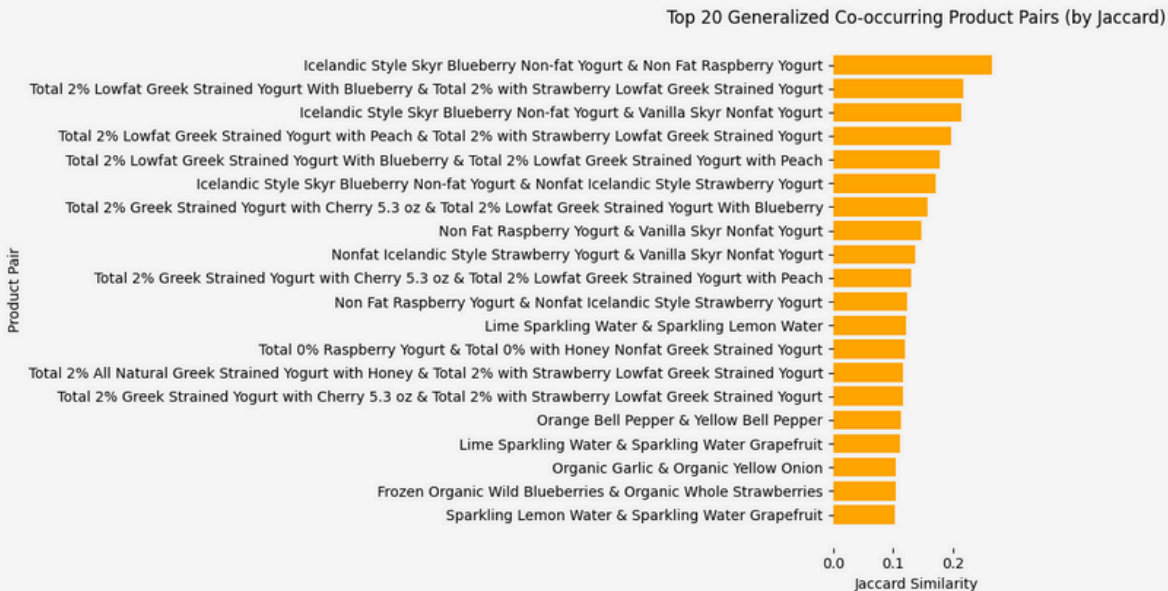 Top 20 Generalized Co-occurring Product Pairs (by Jaccard)
Product Pair
Icelandic Style Skyr Blueberry Non-fat Yogurt & Non Fat Raspberry Yogurt
Total 2% Lowfat Greek Strained Yogurt With Blueberry & Total 2% with Strawberry Lowfat Greek Strained Yogurt
Icelandic Style Skyr Blueberry Non-fat Yogurt & Vanilla Skyr Nonfat Yogurt
Total 2% Lowfat Greek Strained Yogurt with Peach & Total 2% with Strawberry Lowfat Greek Strained Yogurt
Total 2% Lowfat Greek Strained Yogurt With Blueberry & Total 2% Lowfat Greek Strained Yogurt with Peach
Icelandic Style Skyr Blueberry Non-fat Yogurt & Nonfat Icelandic Style Strawberry Yogurt
Total 2% Greek Strained Yogurt with Cherry 5.3 oz & Total 2% Lowfat Greek Strained Yogurt With Blueberry
Non Fat Raspberry Yogurt & Vanilla Skyr Nonfat Yogurt
Nonfat Icelandic Style Strawberry Yogurt & Vanilla Skyr Nonfat Yogurt
Total 2% Greek Strained Yogurt with Cherry 5.3 oz & Total 2% Lowfat Greek Strained Yogurt with Peach
Non Fat Raspberry Yogurt & Nonfat Icelandic Style Strawberry Yogurt
Lime Sparkling Water & Sparkling Lemon Water
Total 0% Raspberry Yogurt & Total 0% with Honey Nonfat Greek Strained Yogurt
Total 2% All Natural Greek Strained Yogurt with Honey & Total 2% with Strawberry Lowfat Greek Strained Yogurt
Total 2% Greek Strained Yogurt with Cherry 5.3 oz & Total 2% with Strawberry Lowfat Greek Strained Yogurt
Orange Bell Pepper & Yellow Bell Pepper
Lime Sparkling Water & Sparkling Water Grapefruit
Organic Garlic & Organic Yellow Onion
Frozen Organic Wild Blueberries & Organic Whole Strawberries
Sparkling Lemon Water & Sparkling Water Grapefruit
0.0 0.1 0.2
Jaccard Similarity